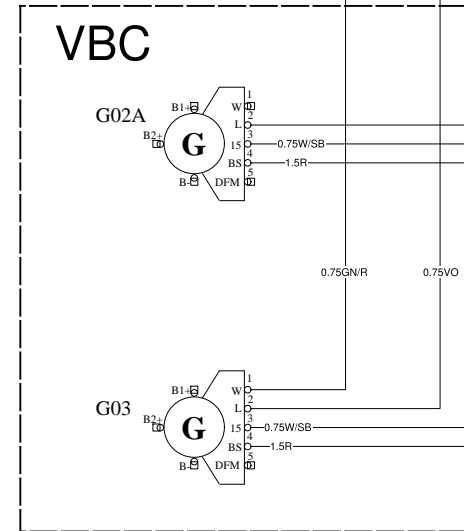 VBC
1
B1+ W
G02A 2
L
B2+ 3
G 15 0.75W/SB
4
BS 1.5R
5
B- DFM
0.75GN/R 0.75VO
1
B1+ W
2
G03 L
B2+ 3
G 15 0.75W/SB
4
BS 1.5R
5
B- DFM